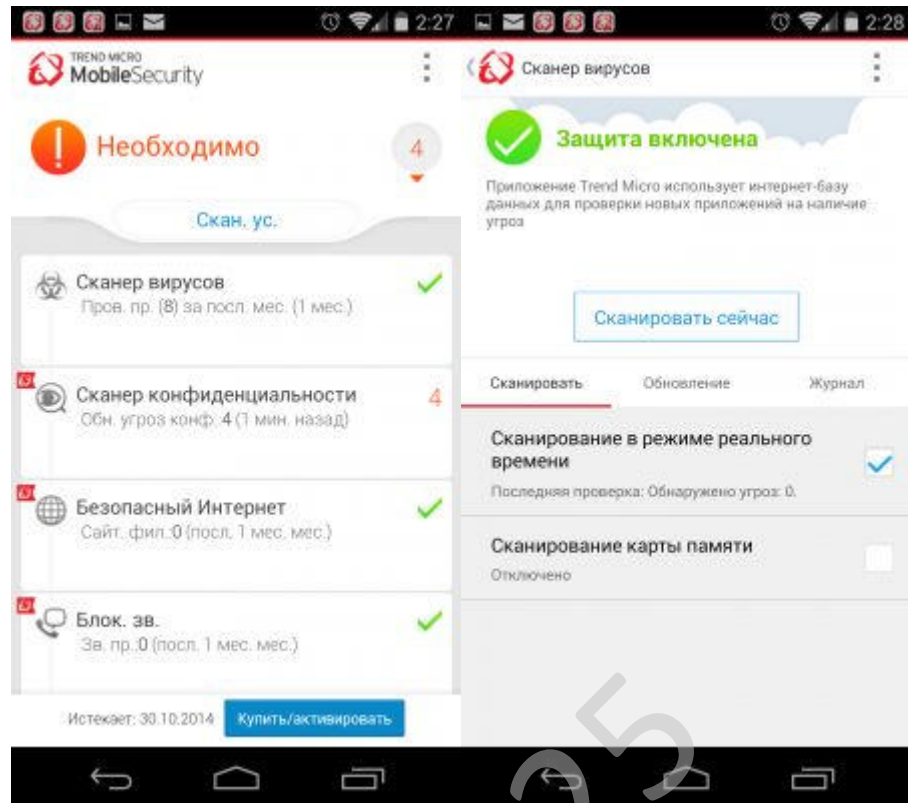 2:27
TREND MICRO
MobileSecurity
Необходимо
4
Скан. ус.
Сканер вирусов
Пров. пр. (8) за посл. мес. (1 мес.)
Сканер конфиденциальности
4
Обн. угроз конф. 4 (1 мин. назад)
Безопасный Интернет
Сайт. фил.:0 (посл. 1 мес. мес.)
Блок. зв.
Зв. пр.:0 (посл. 1 мес. мес.)
Истекает: 30.10.2014
Купить/активировать
2:28
Сканер вирусов
Защита включена
Приложение Trend Micro использует интернет-базу
данных для проверки новых приложений на наличие
угроз
Сканировать сейчас
Сканировать Обновление Журнал
Сканирование в режиме реального
времени
Последняя проверка: Обнаружено угроз: 0.
Сканирование карты памяти
Отключено